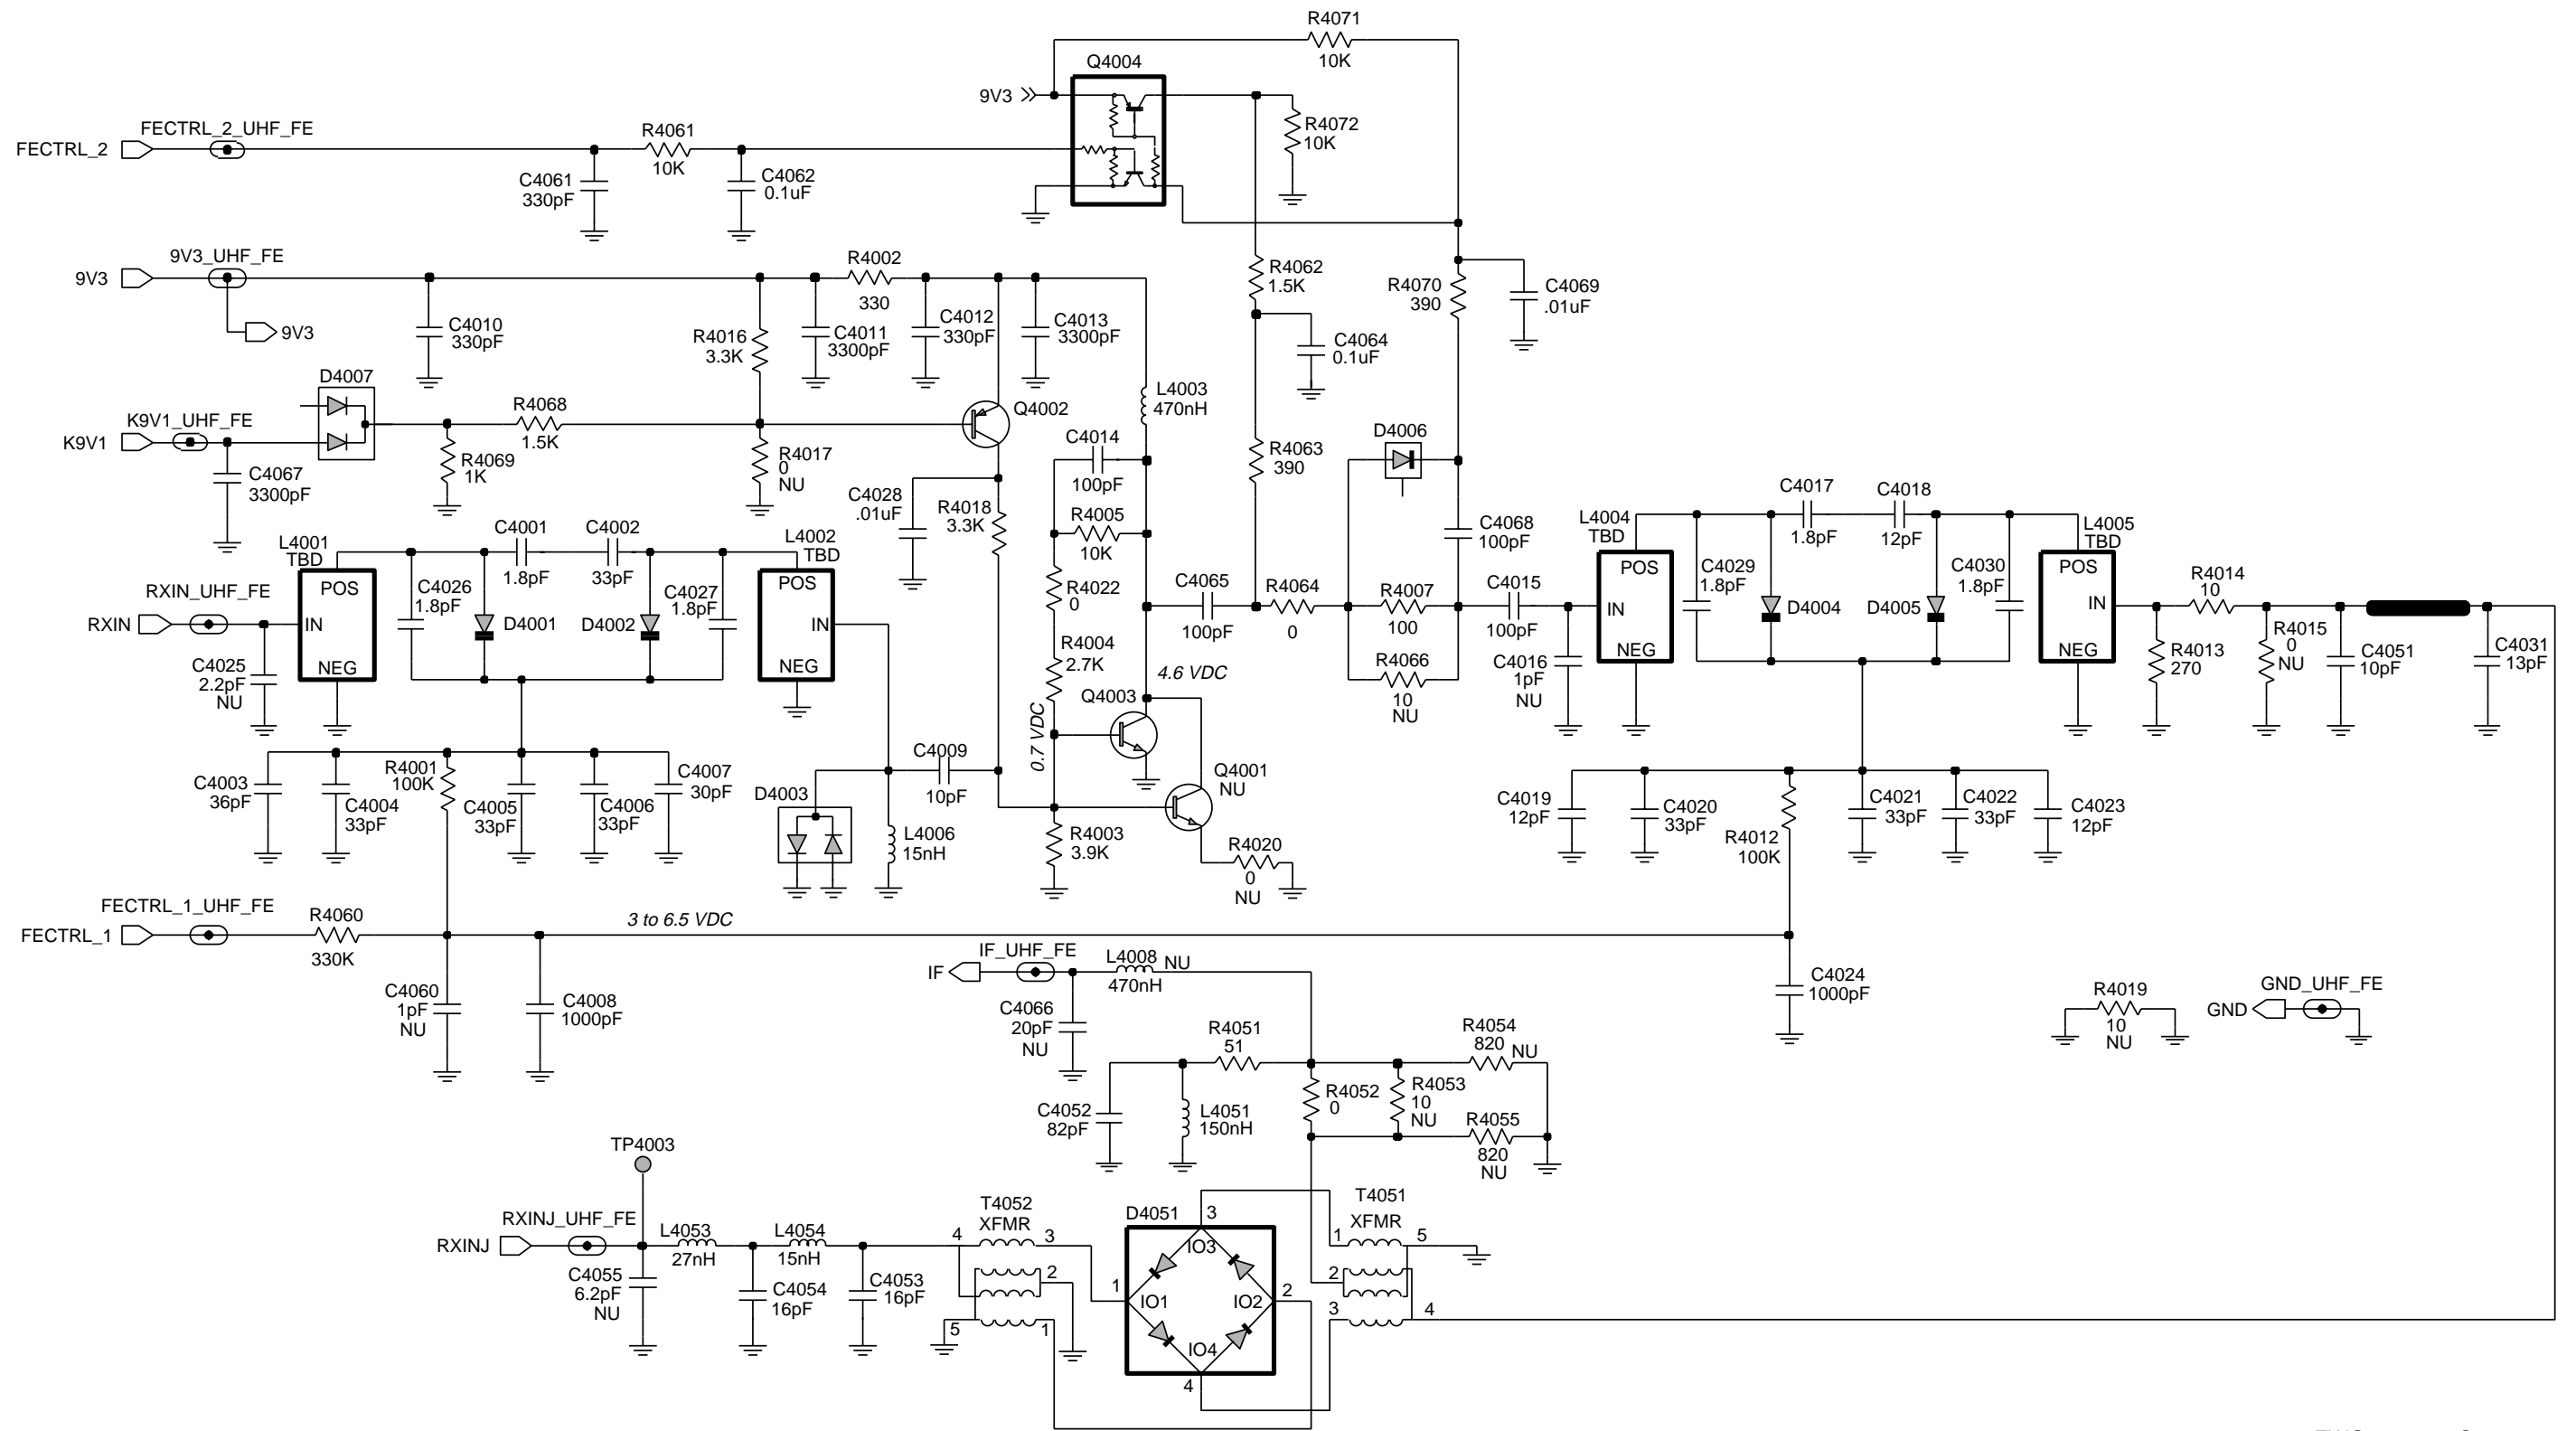 R4071
10K
Q4004
9V3
R4072
10K
FECTRL_2
FECTRL_2_UHF_FE
R4061
10K
C4061
330pF
C4062
0.1uF
9V3
9V3_UHF_FE
9V3
R4002
330
C4010
330pF
R4016
3.3K
C4011
3300pF
C4012
330pF
C4013
3300pF
R4062
1.5K
C4064
0.1uF
R4070
390
C4069
.01uF
L4003
470nH
D4007
K9V1_UHF_FE
K9V1
C4067
3300pF
R4069
1K
R4068
1.5K
R4017
0
NU
Q4002
C4028
.01uF
R4018
3.3K
C4014
100pF
R4005
10K
R4022
0
R4004
2.7K
R4063
390
D4006
C4068
100pF
C4065
100pF
R4064
0
R4007
100
R4066
10
NU
C4015
100pF
C4016
1pF
NU
4.6 VDC
0.7 VDC
Q4003
Q4001
NU
R4020
0
NU
R4003
3.9K
L4001
TBD
POS
IN
NEG
C4001
1.8pF
C4002
33pF
C4026
1.8pF
D4001
D4002
C4027
1.8pF
L4002
TBD
POS
IN
NEG
RXIN_UHF_FE
RXIN
C4025
2.2pF
NU
C4003
36pF
C4004
33pF
R4001
100K
C4005
33pF
C4006
33pF
C4007
30pF
D4003
C4009
10pF
L4006
15nH
L4004
TBD
POS
IN
NEG
C4017
1.8pF
C4018
12pF
C4029
1.8pF
D4004
D4005
C4030
1.8pF
L4005
TBD
POS
IN
NEG
R4014
10
R4013
270
R4015
0
NU
C4051
10pF
C4031
13pF
C4019
12pF
C4020
33pF
R4012
100K
C4021
33pF
C4022
33pF
C4023
12pF
FECTRL_1_UHF_FE
FECTRL_1
R4060
330K
3 to 6.5 VDC
C4060
1pF
NU
C4008
1000pF
C4024
1000pF
IF
IF_UHF_FE
L4008
NU
470nH
C4066
20pF
NU
R4051
51
R4054
820
NU
R4052
0
R4053
10
NU
R4055
820
NU
C4052
82pF
L4051
150nH
R4019
10
NU
GND
GND_UHF_FE
TP4003
RXINJ_UHF_FE
RXINJ
C4055
6.2pF
NU
L4053
27nH
L4054
15nH
C4054
16pF
C4053
16pF
T4052
XFMR
4
3
2
5
1
D4051
3
1
2
4
IO3
IO1
IO2
IO4
T4051
XFMR
1
5
2
3
4